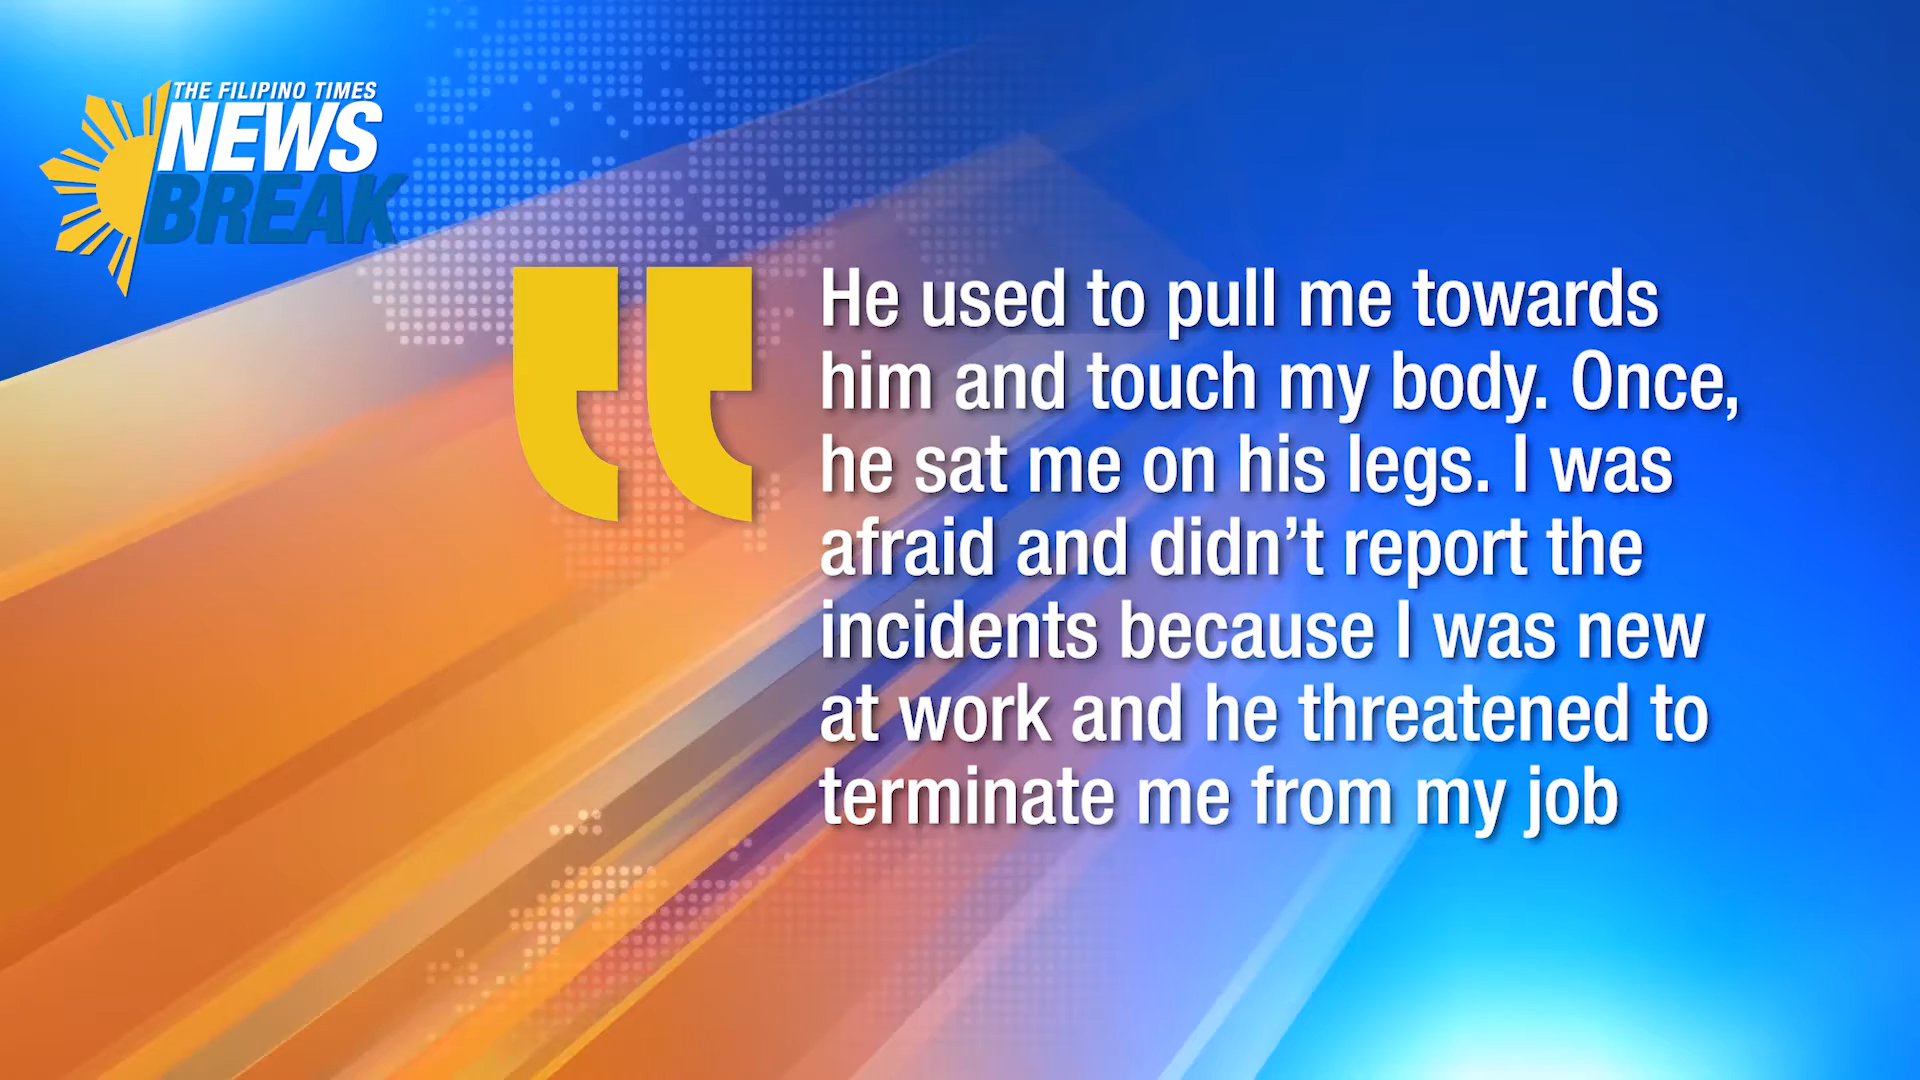 THE FILIPINO TIMES
NEWS
BREAK
He used to pull me towards
him and touch my body. Once,
he sat me on his legs. I was
afraid and didn’t report the
incidents because I was new
at work and he threatened to
terminate me from my job